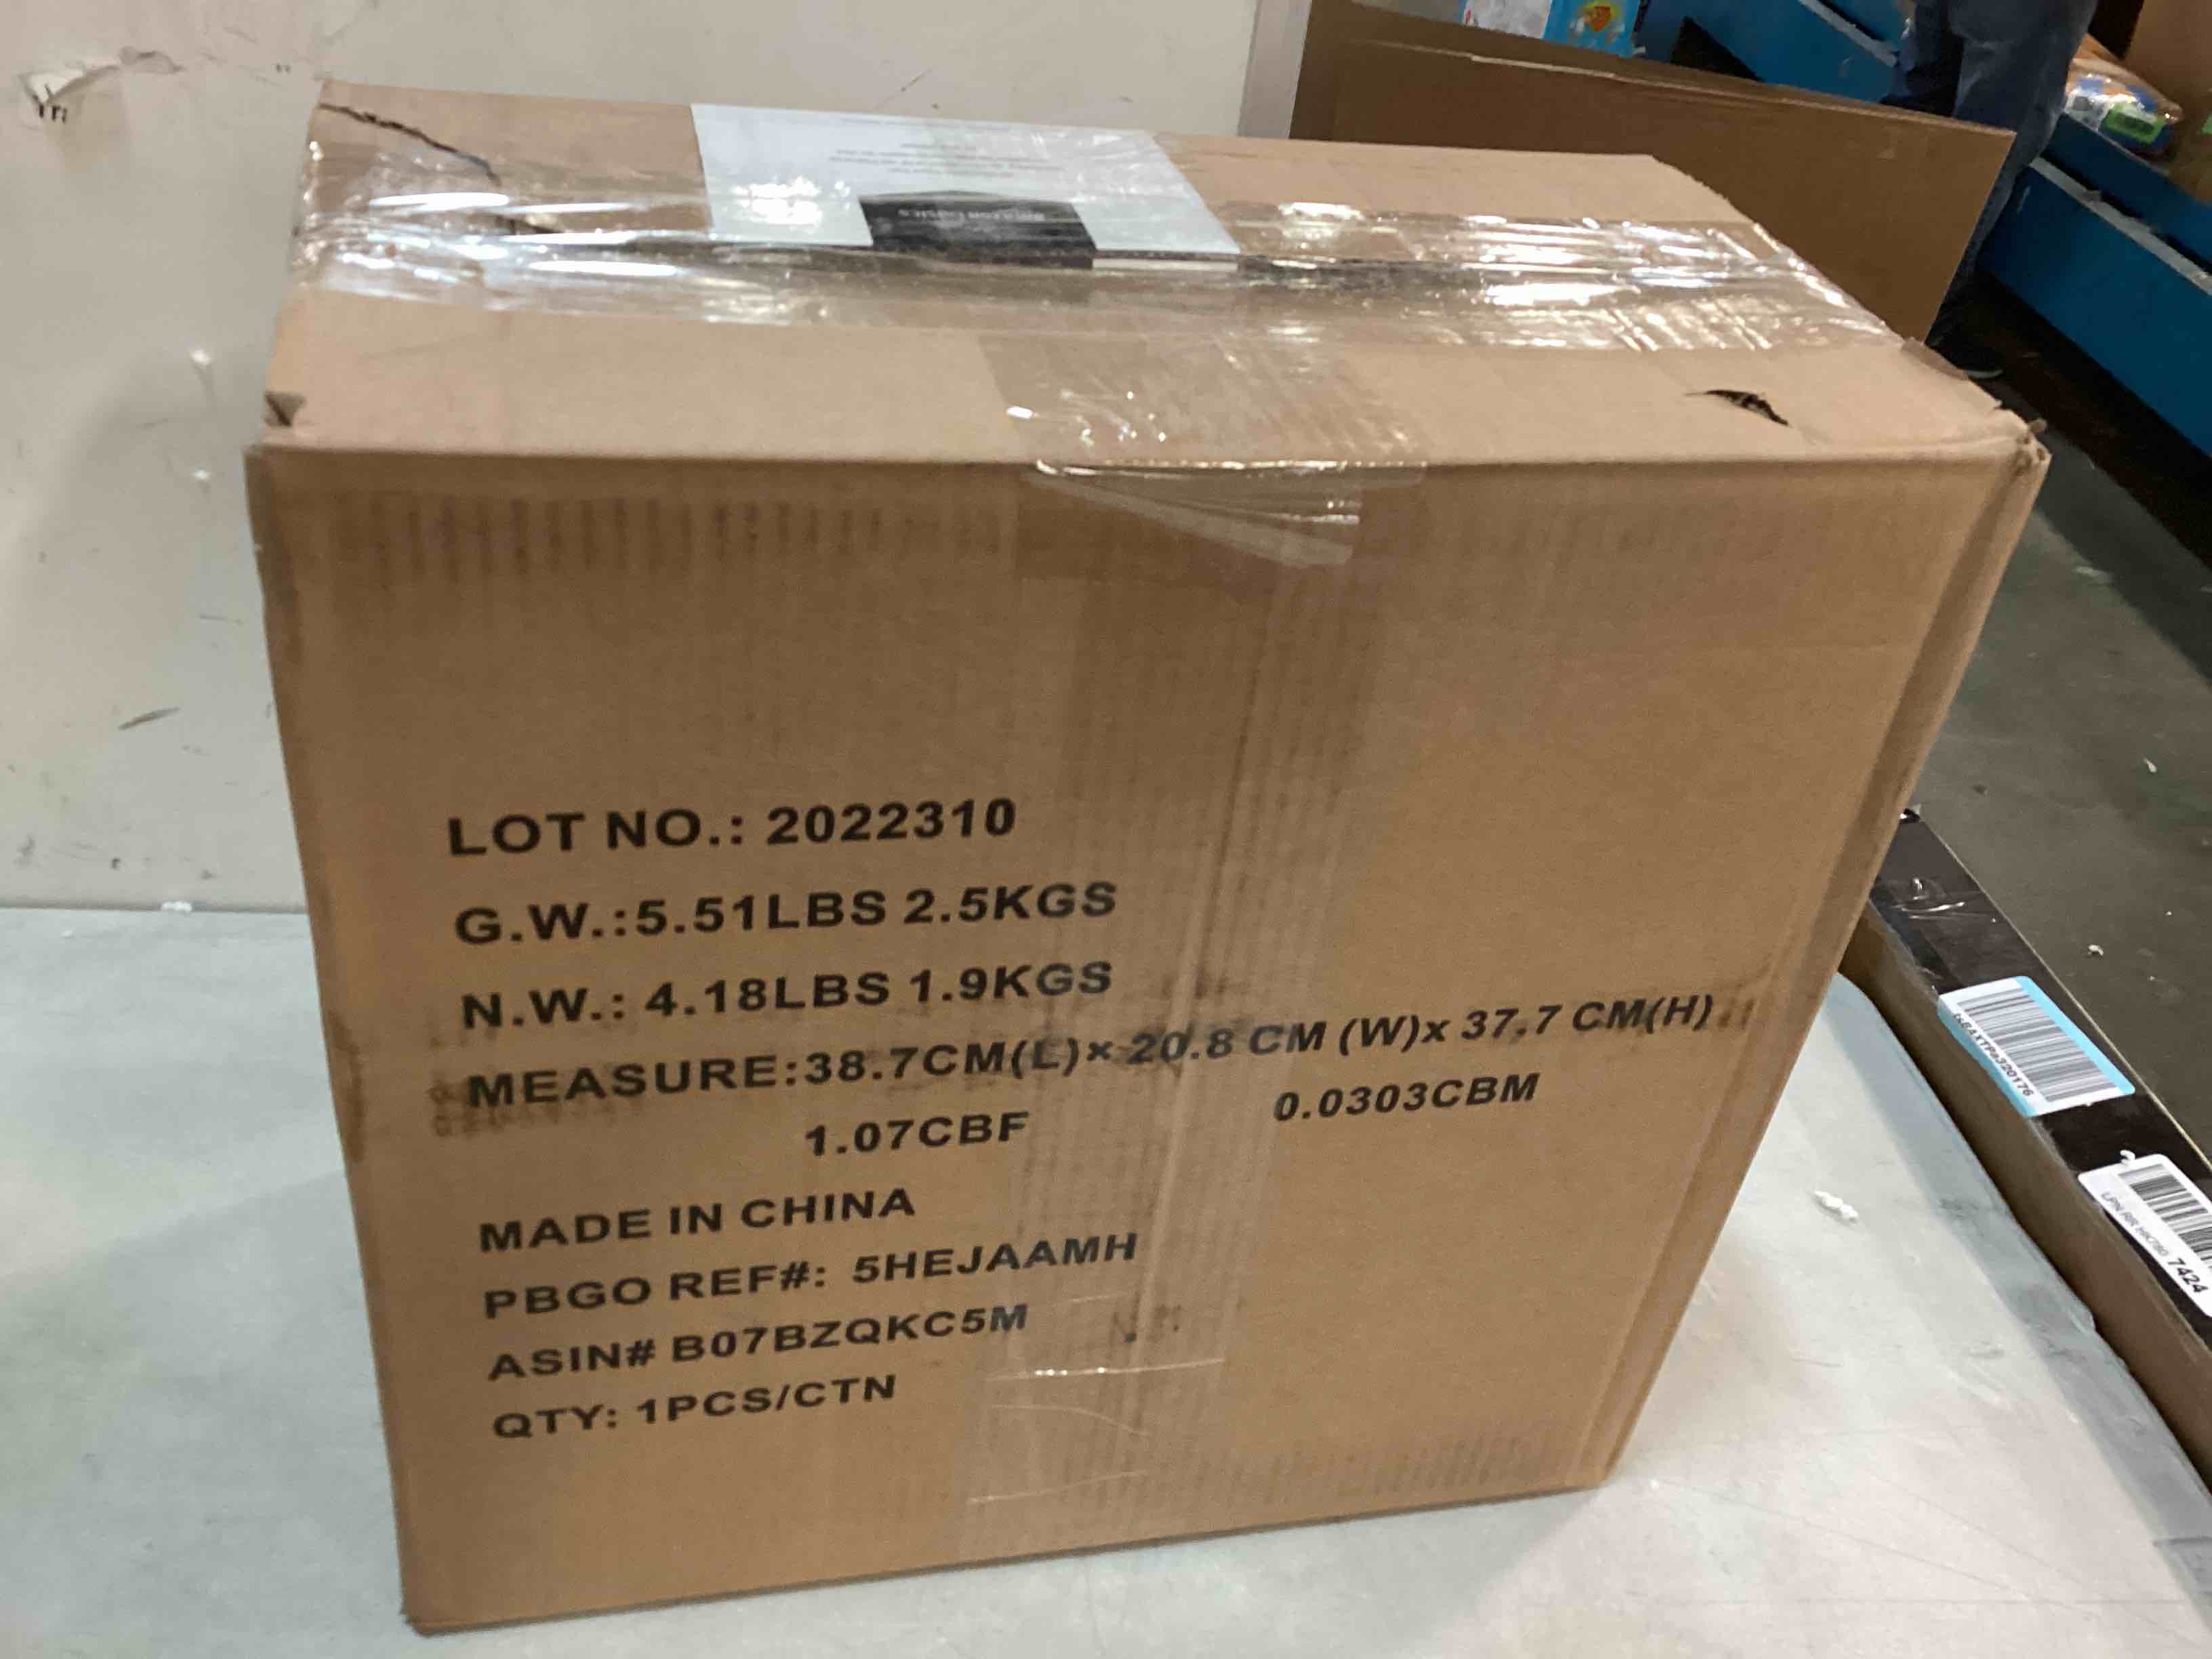 LOT NO.: 2022310
G.W.:5.51LBS 2.5KGS
N.W.: 4.18LBS 1.9KGS
MEASURE:38.7CM(L)× 20.8 CM (W)x 37,7 CM(H)
1.07CBF 0.0303CBM
MADE IN CHINA
PBGO REF#: 5HEJAAMH
ASIN# B07BZQKC5M
QTY: 1PCS/CTN
7424